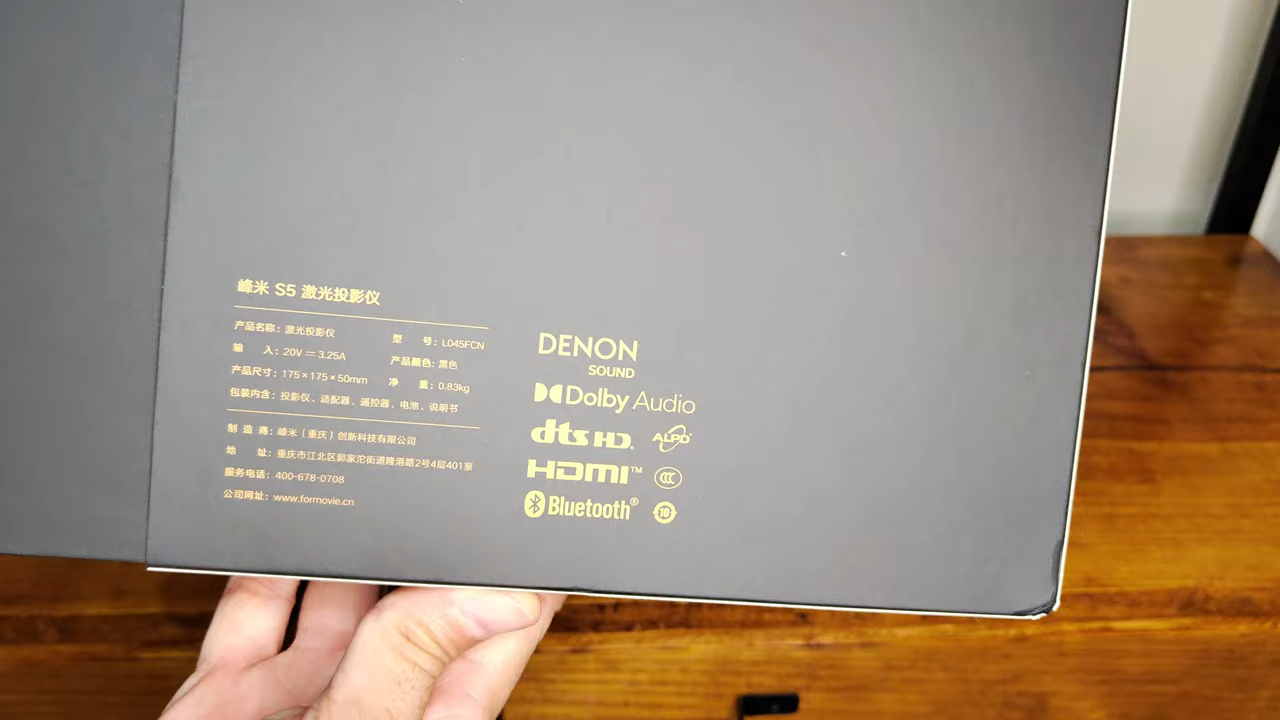 峰米 S5 激光投影仪
产品名称: 激光投影仪 型 号: L045FCN
输 入: 20V ⎓ 3.25A 产品颜色: 黑色
产品尺寸: 175×175×50mm 净 重: 0.83kg
包装内含: 投影仪、适配器、遥控器、电池、说明书
制 造 商: 峰米(重庆)创新科技有限公司
地 址: 重庆市江北区郭家沱街道隆港路2号4层401室
服务电话: 400-678-0708
公司网址: www.formovie.cn
DENON
SOUND
Dolby Audio
dts HD ALPD
HDMI™ CCC
Bluetooth® 10